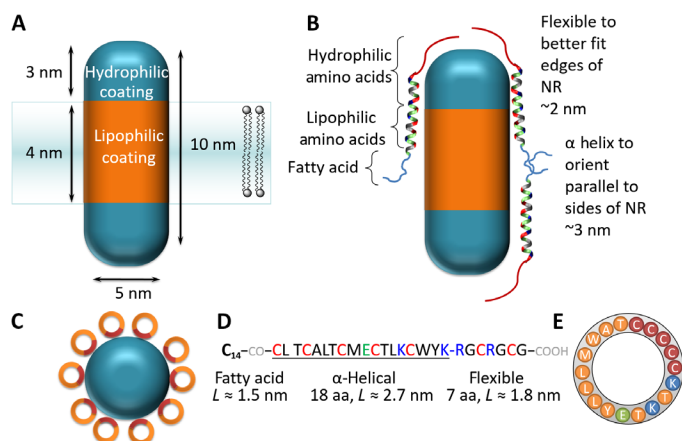 A
3 nm
Hydrophilic
coating
4 nm
Lipophilic
coating
10 nm
5 nm
B
Hydrophilic
amino acids
Lipophilic
amino acids
Fatty acid
Flexible to
better fit
edges of
NR
~2 nm
α helix to
orient
parallel to
sides of NR
~3 nm
C
D
C₁₄–CO–CL TCALTCMECTLKCWYK-RGCRGCG–COOH
Fatty acid α-Helical Flexible
L ≈ 1.5 nm 18 aa, L ≈ 2.7 nm 7 aa, L ≈ 1.8 nm
E
MWATCCCCCKTKTEYLLL